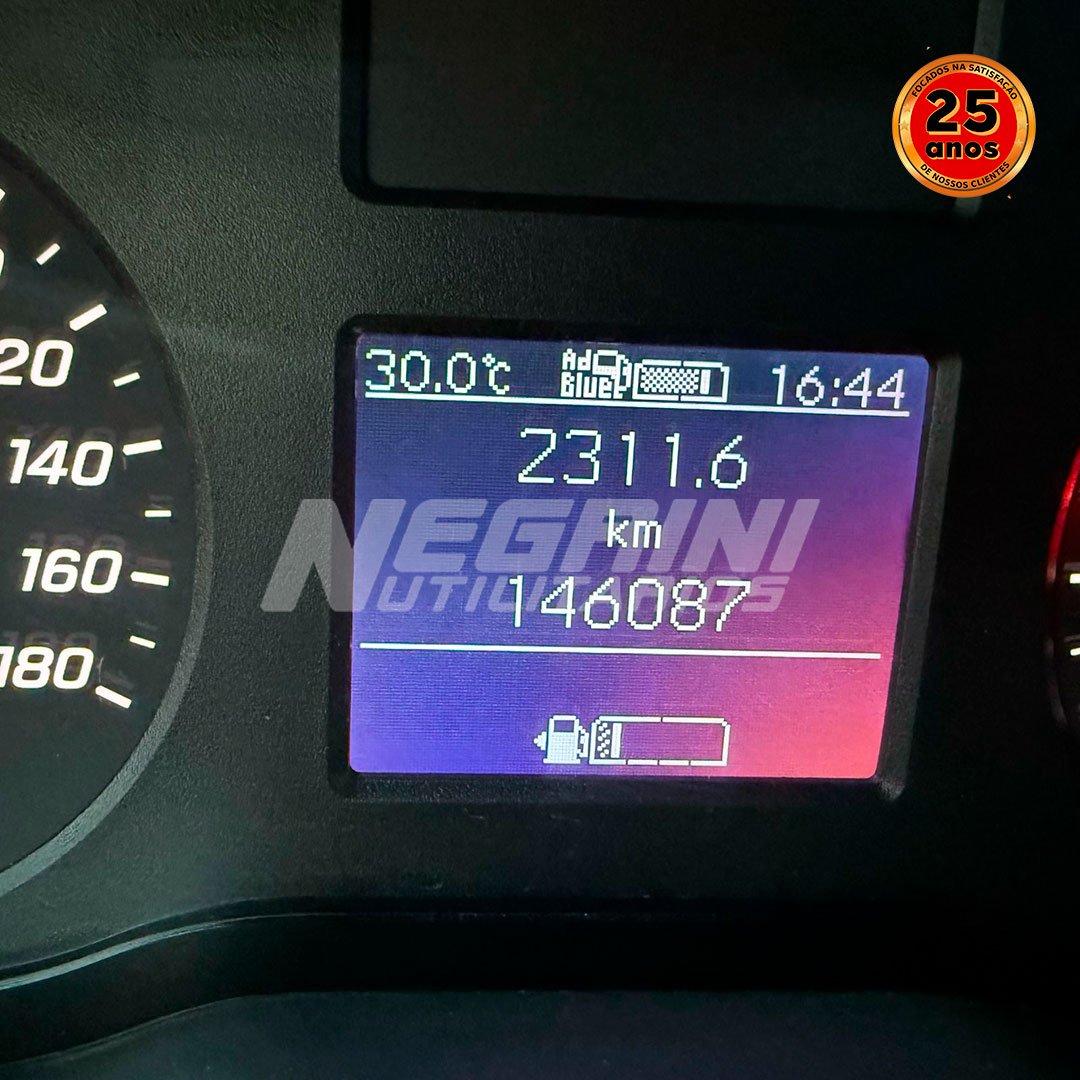 FOCADOS NA SATISFAÇÃO
25
anos
DE NOSSOS CLIENTES
30.0°C
Ad
Blue
16:44
2311.6
km
146087
NEGRINI
UTILITÁRIOS
20
140
160
180